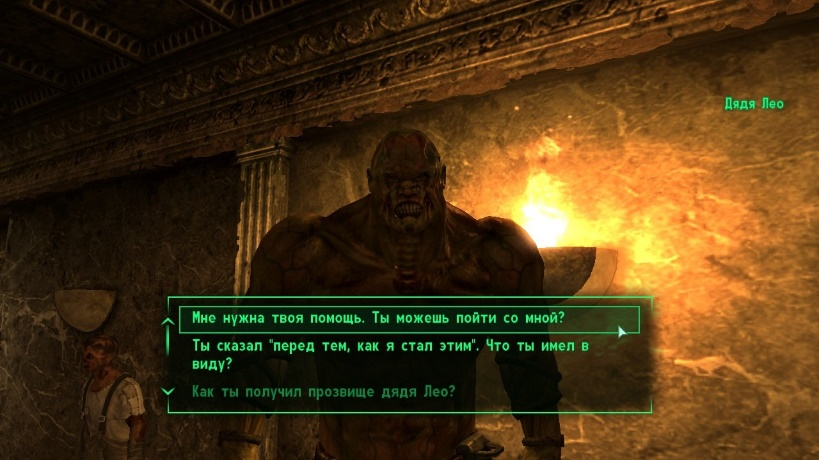 Дядя Лео
Мне нужна твоя помощь. Ты можешь пойти со мной?
Ты сказал "перед тем, как я стал этим". Что ты имел в
виду?
Как ты получил прозвище дядя Лео?